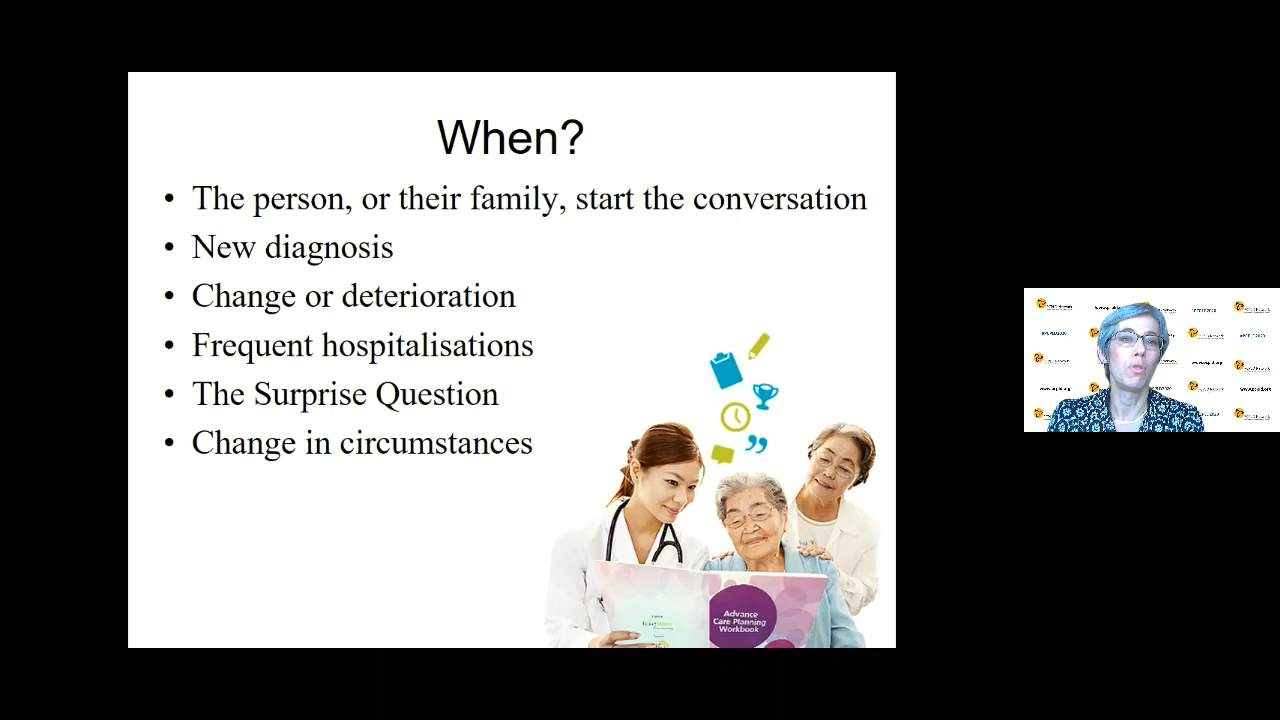 When?
• The person, or their family, start the conversation
• New diagnosis
• Change or deterioration
• Frequent hospitalisations
• The Surprise Question
• Change in circumstances
Advance
Care Planning
Workbook